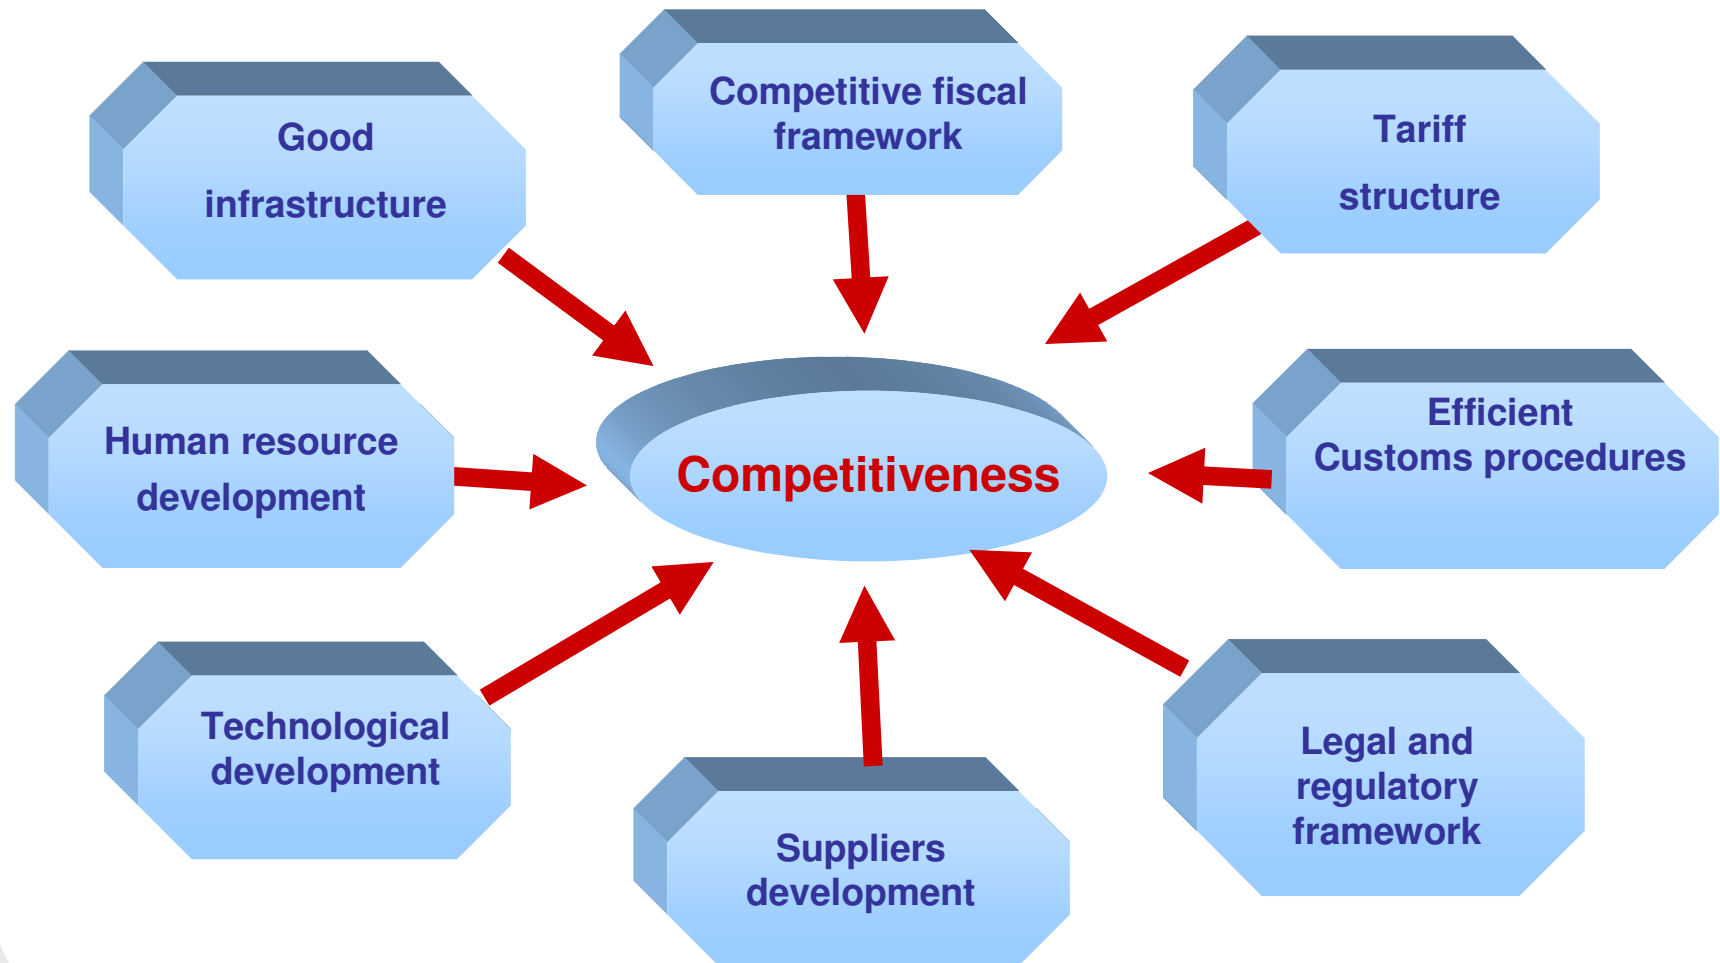 Competitive fiscal
framework
Good
infrastructure
Tariff
structure
Human resource
development
Competitiveness
Efficient
Customs procedures
Technological
development
Suppliers
development
Legal and
regulatory
framework